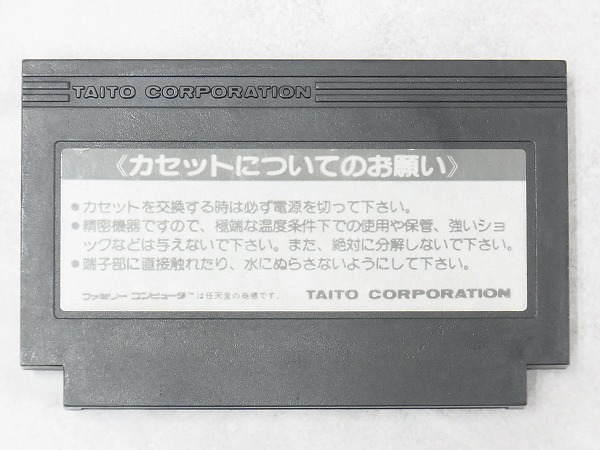 TAITO CORPORATION
《カセットについてのお願い》
●カセットを交換する時は必ず電源を切って下さい。
●精密機器ですので、極端な温度条件下での使用や保管、強いショ
ックなどは与えないで下さい。また、絶対に分解しないで下さい。
●端子部に直接触れたり、水にぬらさないようにして下さい。
ファミリー コンピュータ™は任天堂の商標です。 TAITO CORPORATION